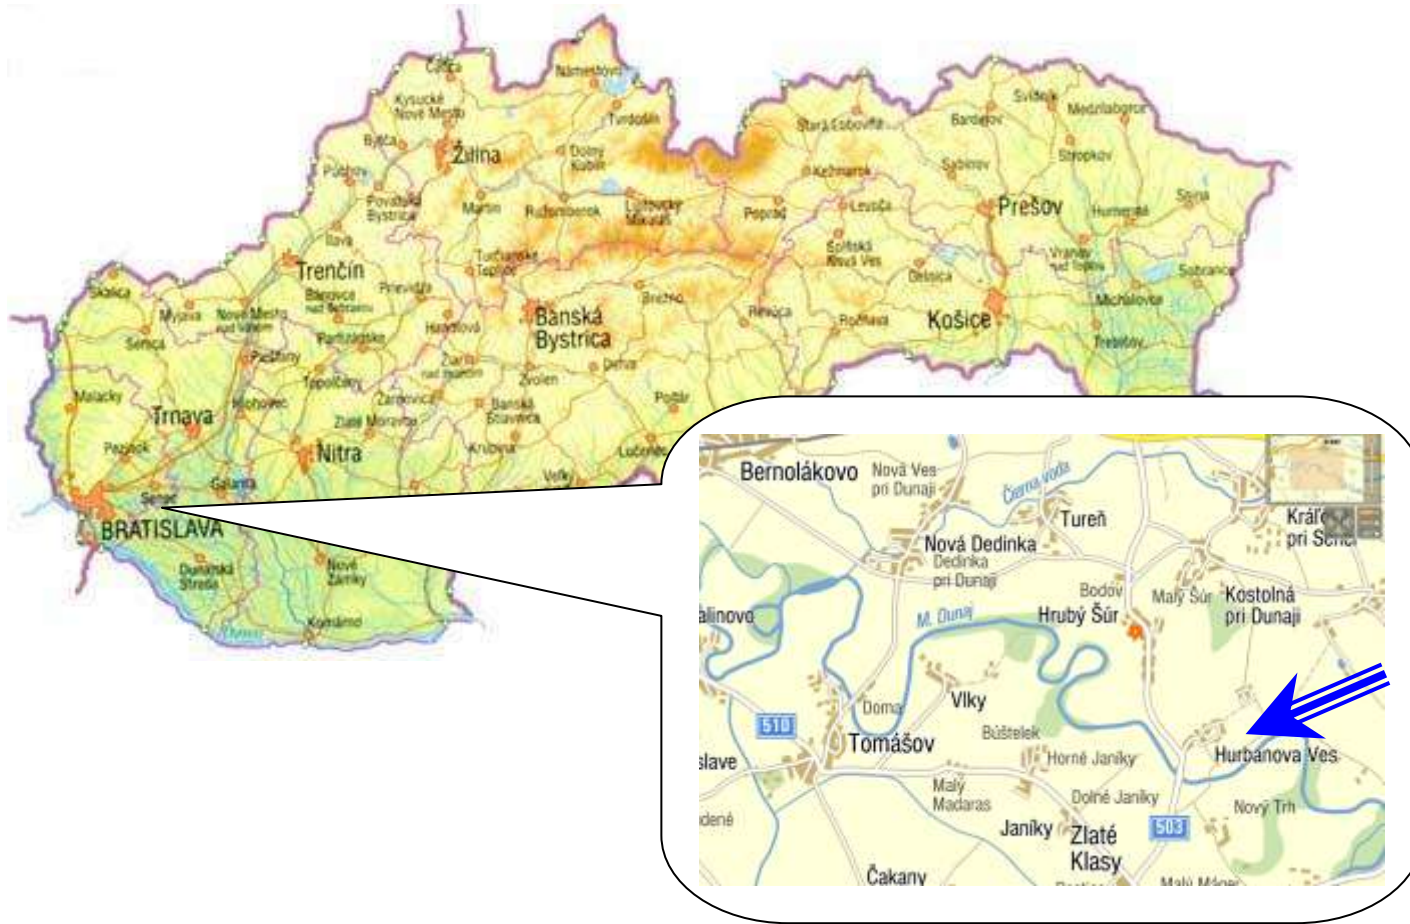 Čadca
Námestovo
Kysucké
Nové Mesto
Tvrdošín
Svidník
Medzilaborce
Stará Ľubovňa
Bardejov
Bytča
Žilina
Dolný
Kubín
Stropkov
Sabinov
Kežmarok
Púchov
Považská
Bystrica
Martin
Ružomberok
Liptovský
Mikuláš
Poprad
Levoča
Prešov
Humenné
Snina
Ilava
Trenčín
Turčianske
Teplice
Spišská
Nová Ves
Gelnica
Vranov
nad Topľou
Sobrance
Skalica
Myjava
Nové Mesto
nad Váhom
Bánovce
nad Bebravou
Prievidza
Brezno
Michalovce
Senica
Partizánske
Handlová
Banská
Bystrica
Revúca
Rožňava
Košice
Trebišov
Piešťany
Topoľčany
Žiar
nad Hronom
Zvolen
Detva
Malacky
Trnava
Hlohovec
Zlaté Moravce
Žarnovica
Banská
Štiavnica
Poltár
Pezinok
Nitra
Krupina
Lučenec
Senec
Galanta
Veľký
BRATISLAVA
Dunajská
Streda
Nové
Zámky
Komárno
Dunaj
Bernolákovo
Nová Ves
pri Dunaji
Čierna voda
Tureň
Kráľ
pri Senci
Nová Dedinka
Dedinka
pri Dunaji
Bodov
Malý Šúr
Kostolná
pri Dunaji
alinovo
M. Dunaj
Hrubý Šúr
Vlky
Doma
510
Tomášov
Búštelek
Horné Janíky
Hurbanova Ves
slave
Malý
Madaras
Dolné Janíky
Nový Trh
dené
Janíky
Zlaté
Klasy
503
Čakany
Malý Máger